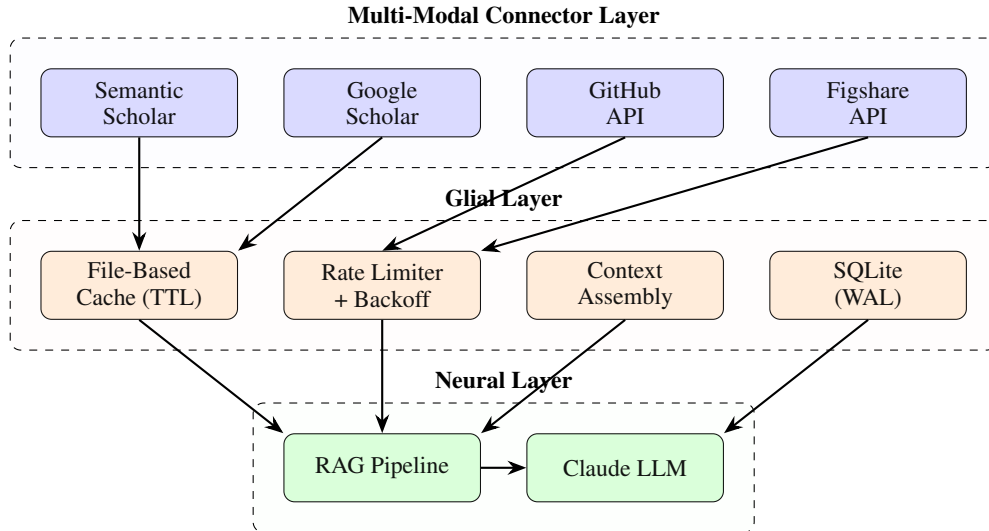 Multi-Modal Connector Layer
Semantic
Scholar
Google
Scholar
GitHub
API
Figshare
API
Glial Layer
File-Based
Cache (TTL)
Rate Limiter
+ Backoff
Context
Assembly
SQLite
(WAL)
Neural Layer
RAG Pipeline
Claude LLM